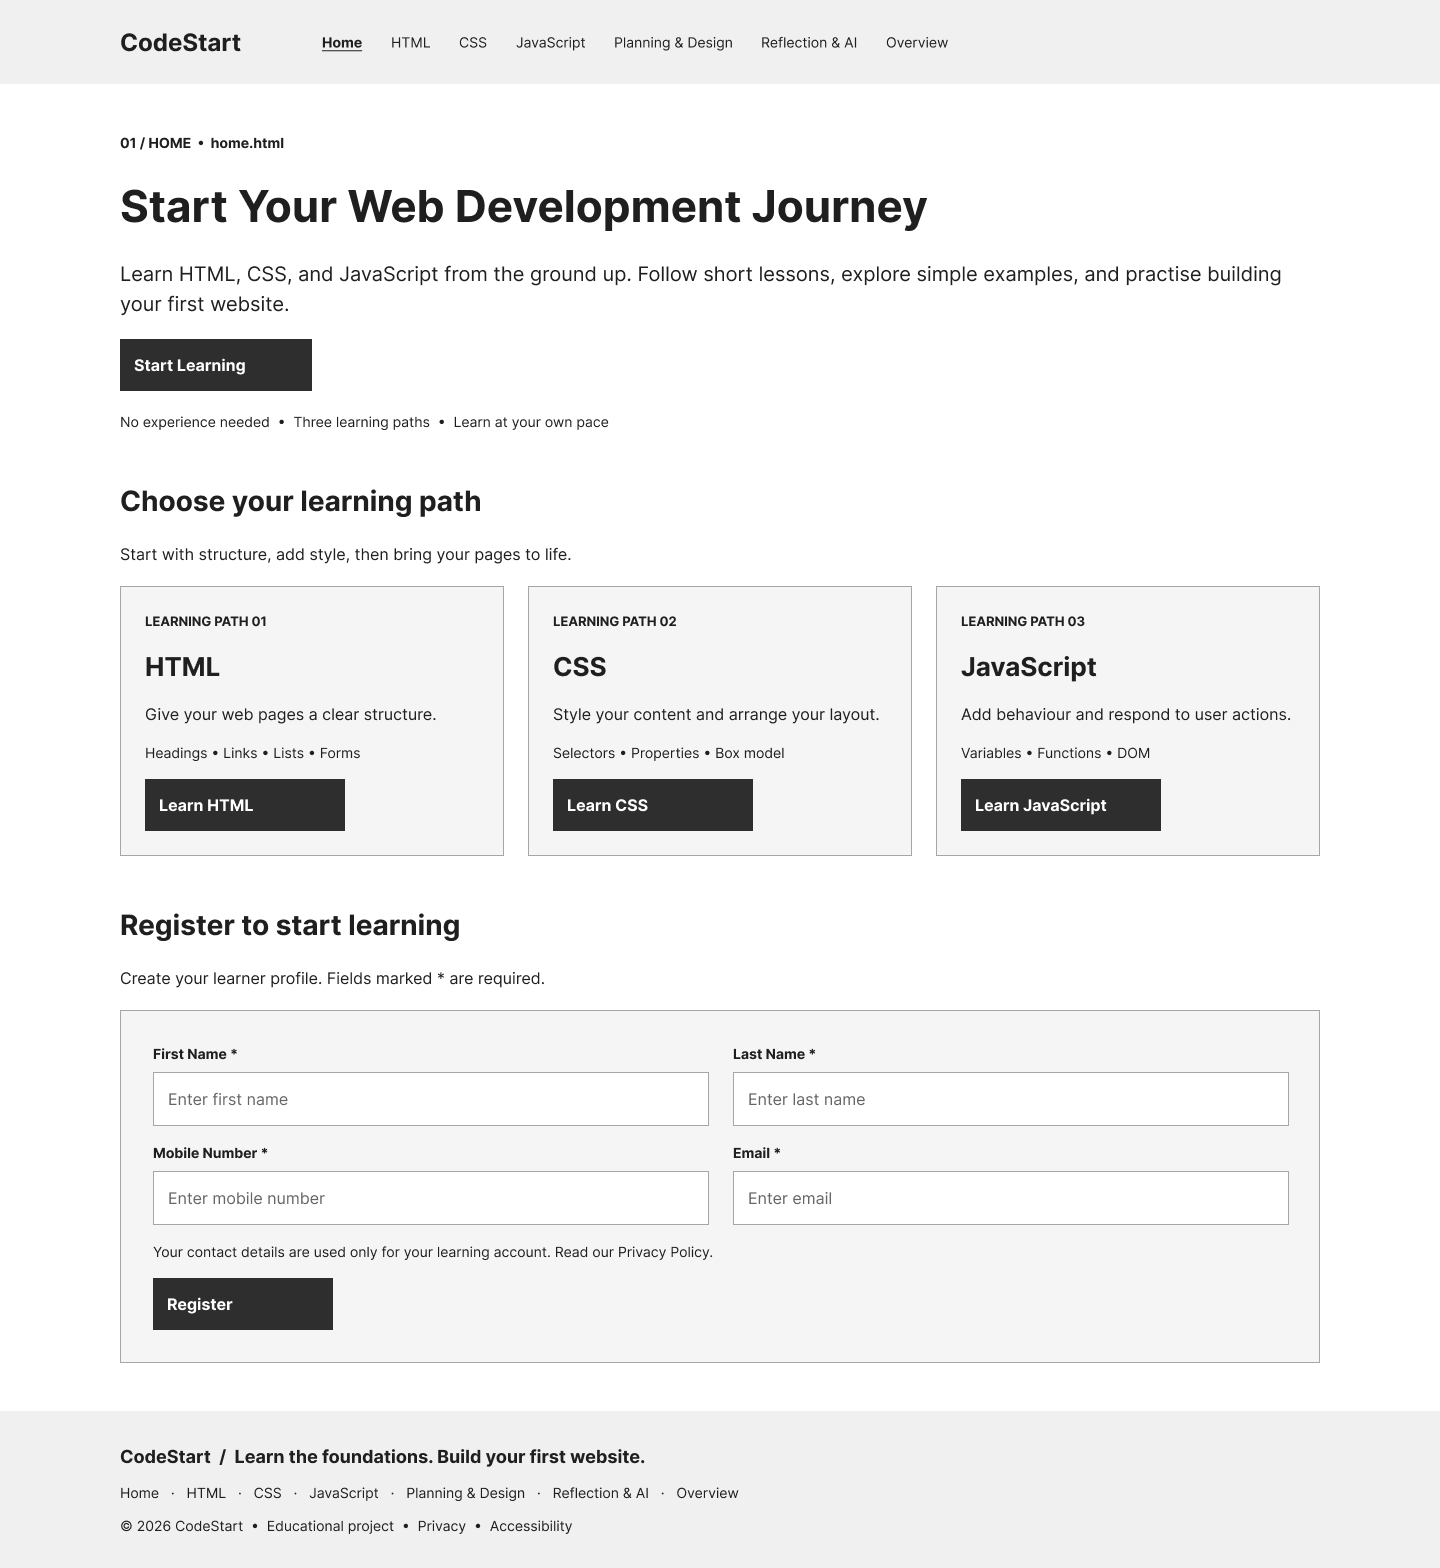 CodeStart
Home HTML CSS JavaScript Planning & Design Reflection & AI Overview
01 / HOME • home.html
Start Your Web Development Journey
Learn HTML, CSS, and JavaScript from the ground up. Follow short lessons, explore simple examples, and practise building
your first website.
Start Learning
No experience needed • Three learning paths • Learn at your own pace
Choose your learning path
Start with structure, add style, then bring your pages to life.
LEARNING PATH 01
HTML
Give your web pages a clear structure.
Headings • Links • Lists • Forms
Learn HTML
LEARNING PATH 02
CSS
Style your content and arrange your layout.
Selectors • Properties • Box model
Learn CSS
LEARNING PATH 03
JavaScript
Add behaviour and respond to user actions.
Variables • Functions • DOM
Learn JavaScript
Register to start learning
Create your learner profile. Fields marked * are required.
First Name *
Enter first name
Last Name *
Enter last name
Mobile Number *
Enter mobile number
Email *
Enter email
Your contact details are used only for your learning account. Read our Privacy Policy.
Register
CodeStart / Learn the foundations. Build your first website.
Home · HTML · CSS · JavaScript · Planning & Design · Reflection & AI · Overview
© 2026 CodeStart • Educational project • Privacy • Accessibility